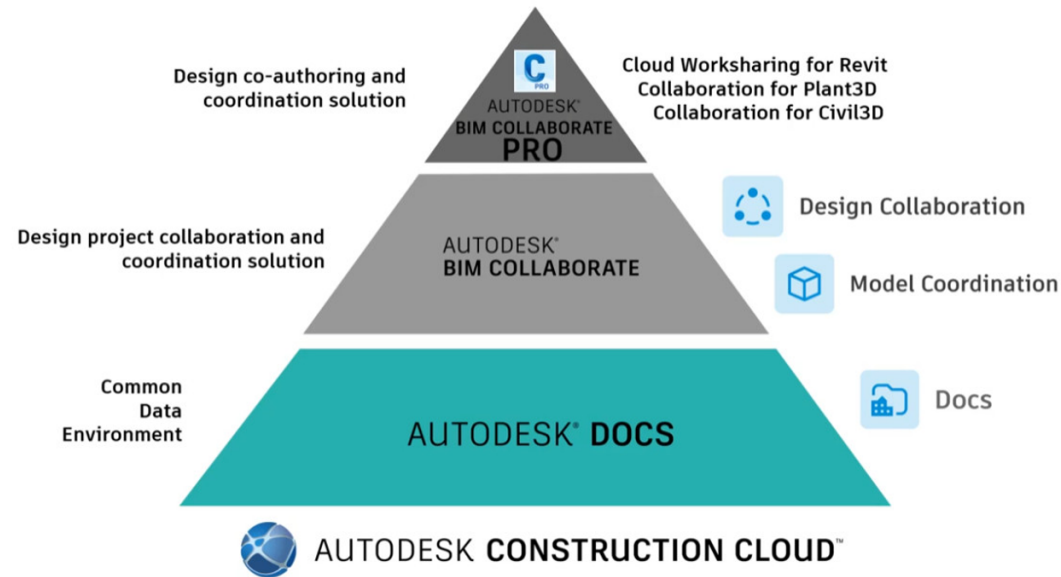 Design co-authoring and
coordination solution
C
PRO
AUTODESK®
BIM COLLABORATE
PRO
Cloud Worksharing for Revit
Collaboration for Plant3D
Collaboration for Civil3D
Design project collaboration and
coordination solution
AUTODESK®
BIM COLLABORATE
Design Collaboration
Model Coordination
Common
Data
Environment
AUTODESK® DOCS
Docs
AUTODESK CONSTRUCTION CLOUD™